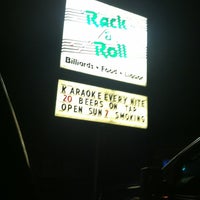 Rack
n
Roll
Billiards • Food • Liquor
KARAOKE EVERY NITE
20 BEERS ON TAP
OPEN SUN 7 SMOKING